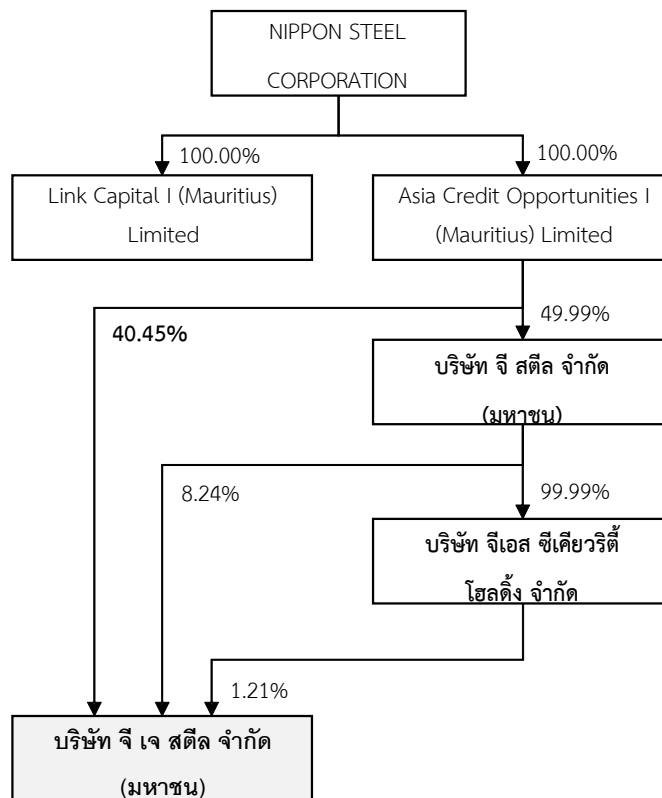 NIPPON STEEL
CORPORATION
100.00%
100.00%
Link Capital I (Mauritius)
Limited
Asia Credit Opportunities I
(Mauritius) Limited
40.45%
49.99%
บริษัท จี สตีล จำกัด
(มหาชน)
8.24%
99.99%
บริษัท จีเอส ซีเคียวริตี้
โฮลดิ้ง จำกัด
1.21%
บริษัท จี เจ สตีล จำกัด
(มหาชน)